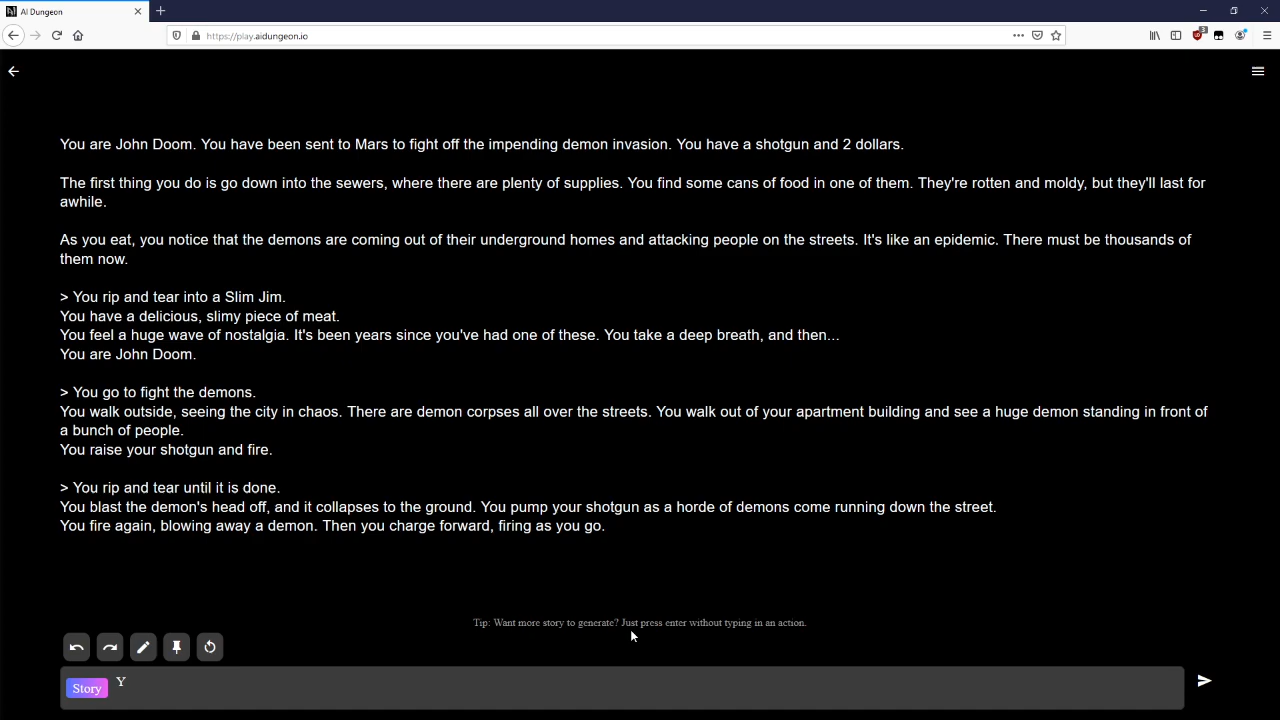 AI Dungeon
https://play.aidungeon.io
You are John Doom. You have been sent to Mars to fight off the impending demon invasion. You have a shotgun and 2 dollars.
The first thing you do is go down into the sewers, where there are plenty of supplies. You find some cans of food in one of them. They're rotten and moldy, but they'll last for
awhile.
As you eat, you notice that the demons are coming out of their underground homes and attacking people on the streets. It's like an epidemic. There must be thousands of
them now.
> You rip and tear into a Slim Jim.
You have a delicious, slimy piece of meat.
You feel a huge wave of nostalgia. It's been years since you've had one of these. You take a deep breath, and then...
You are John Doom.
> You go to fight the demons.
You walk outside, seeing the city in chaos. There are demon corpses all over the streets. You walk out of your apartment building and see a huge demon standing in front of
a bunch of people.
You raise your shotgun and fire.
> You rip and tear until it is done.
You blast the demon's head off, and it collapses to the ground. You pump your shotgun as a horde of demons come running down the street.
You fire again, blowing away a demon. Then you charge forward, firing as you go.
Tip: Want more story to generate? Just press enter without typing in an action.
Story Y